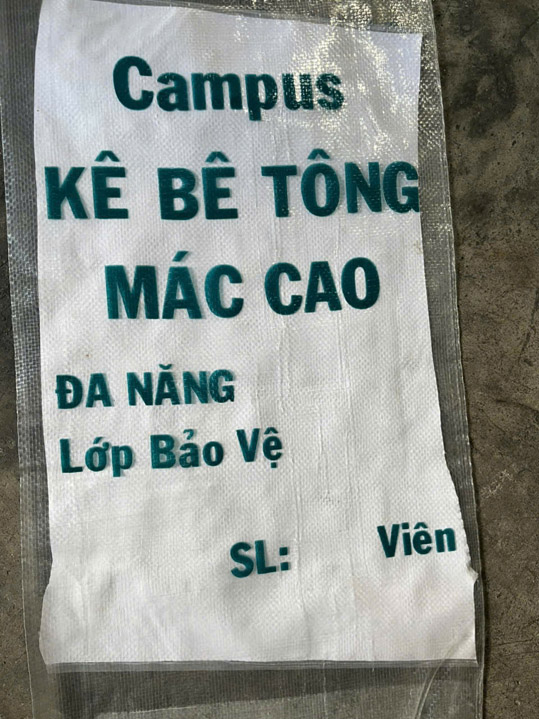 Campus
KÊ BÊ TÔNG
MÁC CAO
ĐA NĂNG
Lớp Bảo Vệ
SL: Viên